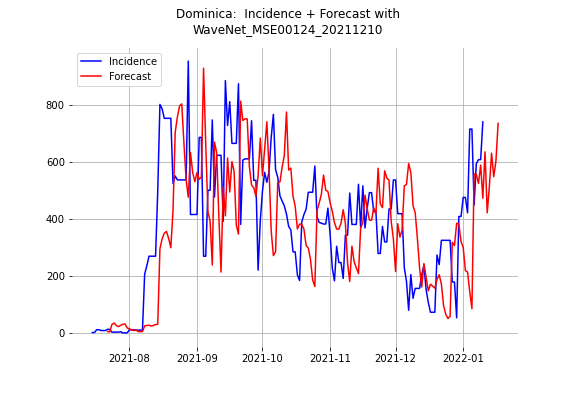 Dominica:  Incidence + Forecast with
WaveNet_MSE00124_20211210
Incidence
Forecast
800
600
400
200
0
2021-08 2021-09 2021-10 2021-11 2021-12 2022-01